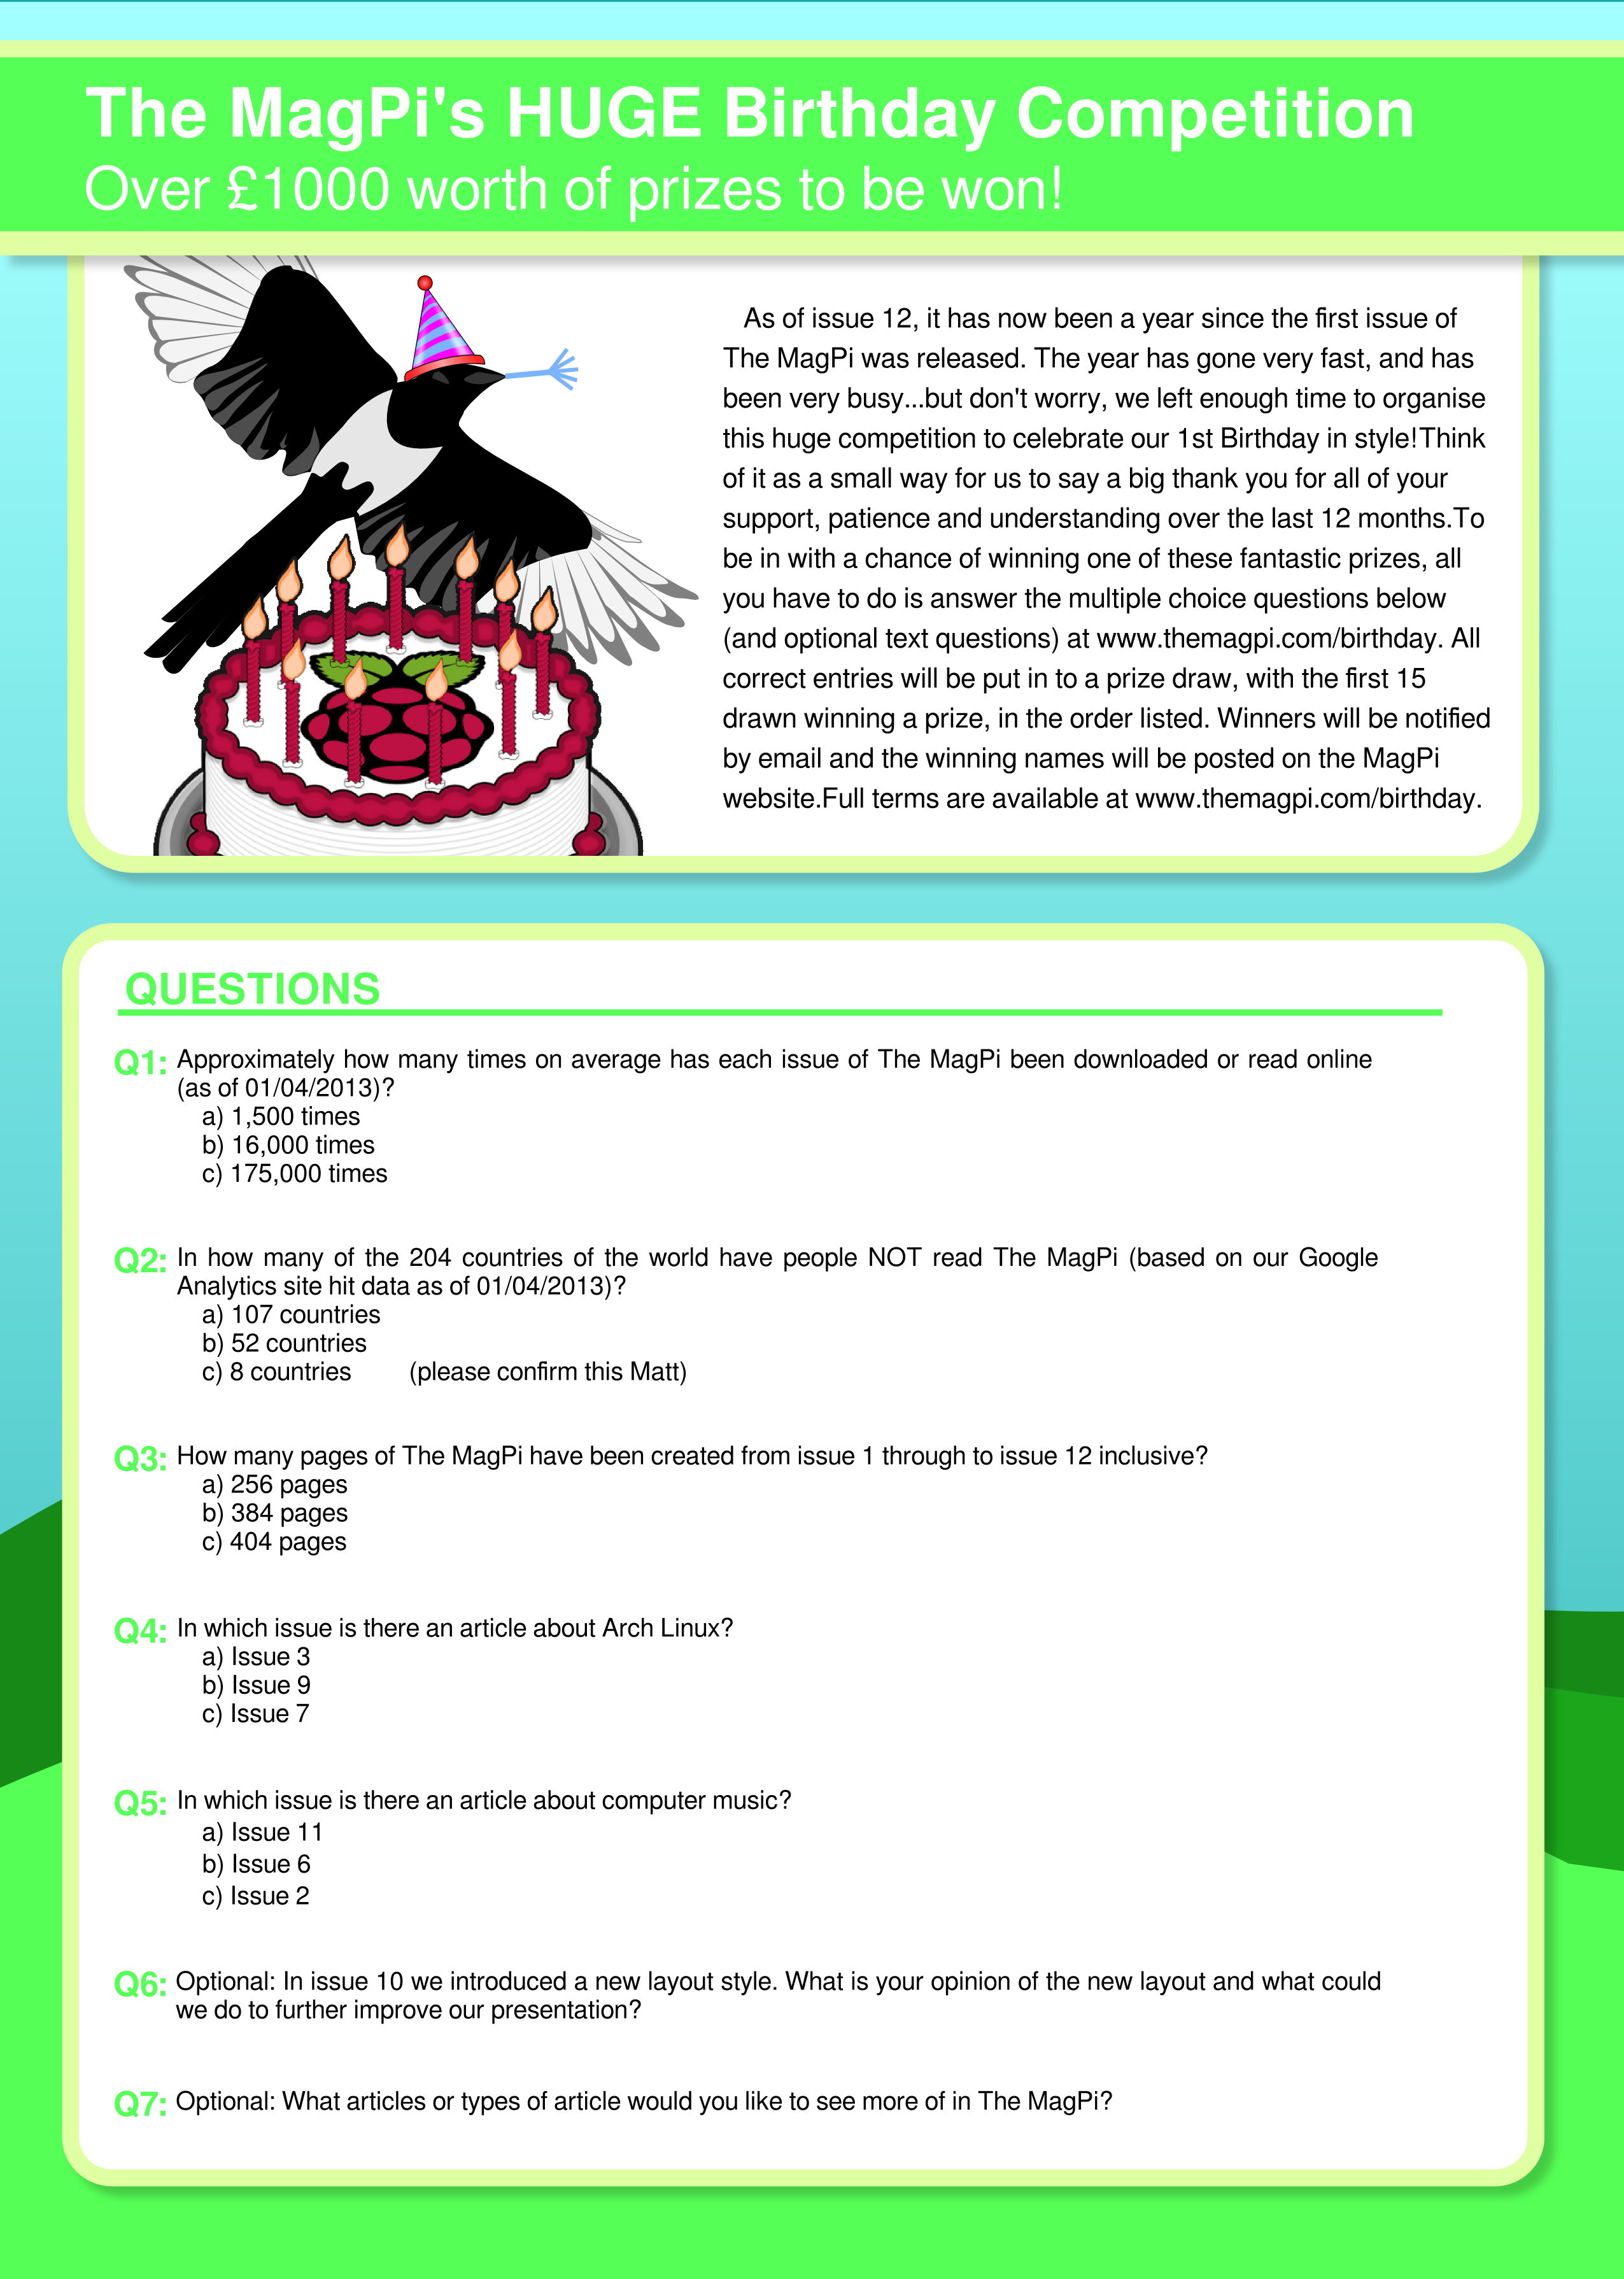 The MagPi's HUGE Birthday Competition
Over £1000 worth of prizes to be won!
As of issue 12, it has now been a year since the first issue of
The MagPi was released. The year has gone very fast, and has
been very busy...but don't worry, we left enough time to organise
this huge competition to celebrate our 1st Birthday in style!Think
of it as a small way for us to say a big thank you for all of your
support, patience and understanding over the last 12 months.To
be in with a chance of winning one of these fantastic prizes, all
you have to do is answer the multiple choice questions below
(and optional text questions) at www.themagpi.com/birthday. All
correct entries will be put in to a prize draw, with the first 15
drawn winning a prize, in the order listed. Winners will be notified
by email and the winning names will be posted on the MagPi
website.Full terms are available at www.themagpi.com/birthday.
QUESTIONS
Q1: Approximately how many times on average has each issue of The MagPi been downloaded or read online
(as of 01/04/2013)?
a) 1,500 times
b) 16,000 times
c) 175,000 times
Q2: In how many of the 204 countries of the world have people NOT read The MagPi (based on our Google
Analytics site hit data as of 01/04/2013)?
a) 107 countries
b) 52 countries
c) 8 countries (please confirm this Matt)
Q3: How many pages of The MagPi have been created from issue 1 through to issue 12 inclusive?
a) 256 pages
b) 384 pages
c) 404 pages
Q4: In which issue is there an article about Arch Linux?
a) Issue 3
b) Issue 9
c) Issue 7
Q5: In which issue is there an article about computer music?
a) Issue 11
b) Issue 6
c) Issue 2
Q6: Optional: In issue 10 we introduced a new layout style. What is your opinion of the new layout and what could
we do to further improve our presentation?
Q7: Optional: What articles or types of article would you like to see more of in The MagPi?